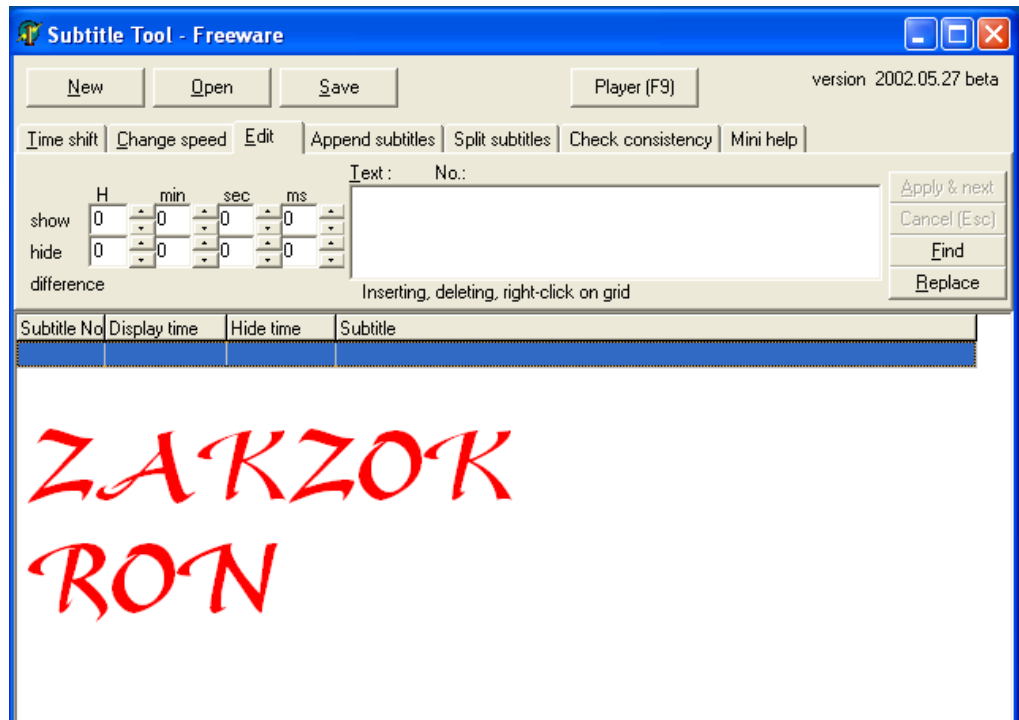 Subtitle Tool - Freeware
New Open Save Player (F9) version 2002.05.27 beta
Time shift Change speed Edit Append subtitles Split subtitles Check consistency Mini help
Text : No.:
H min sec ms
show 0 0 0 0
hide 0 0 0 0
difference
Apply & next
Cancel (Esc)
Find
Replace
Inserting, deleting, right-click on grid
Subtitle No Display time Hide time Subtitle
ZAKZOK
RON